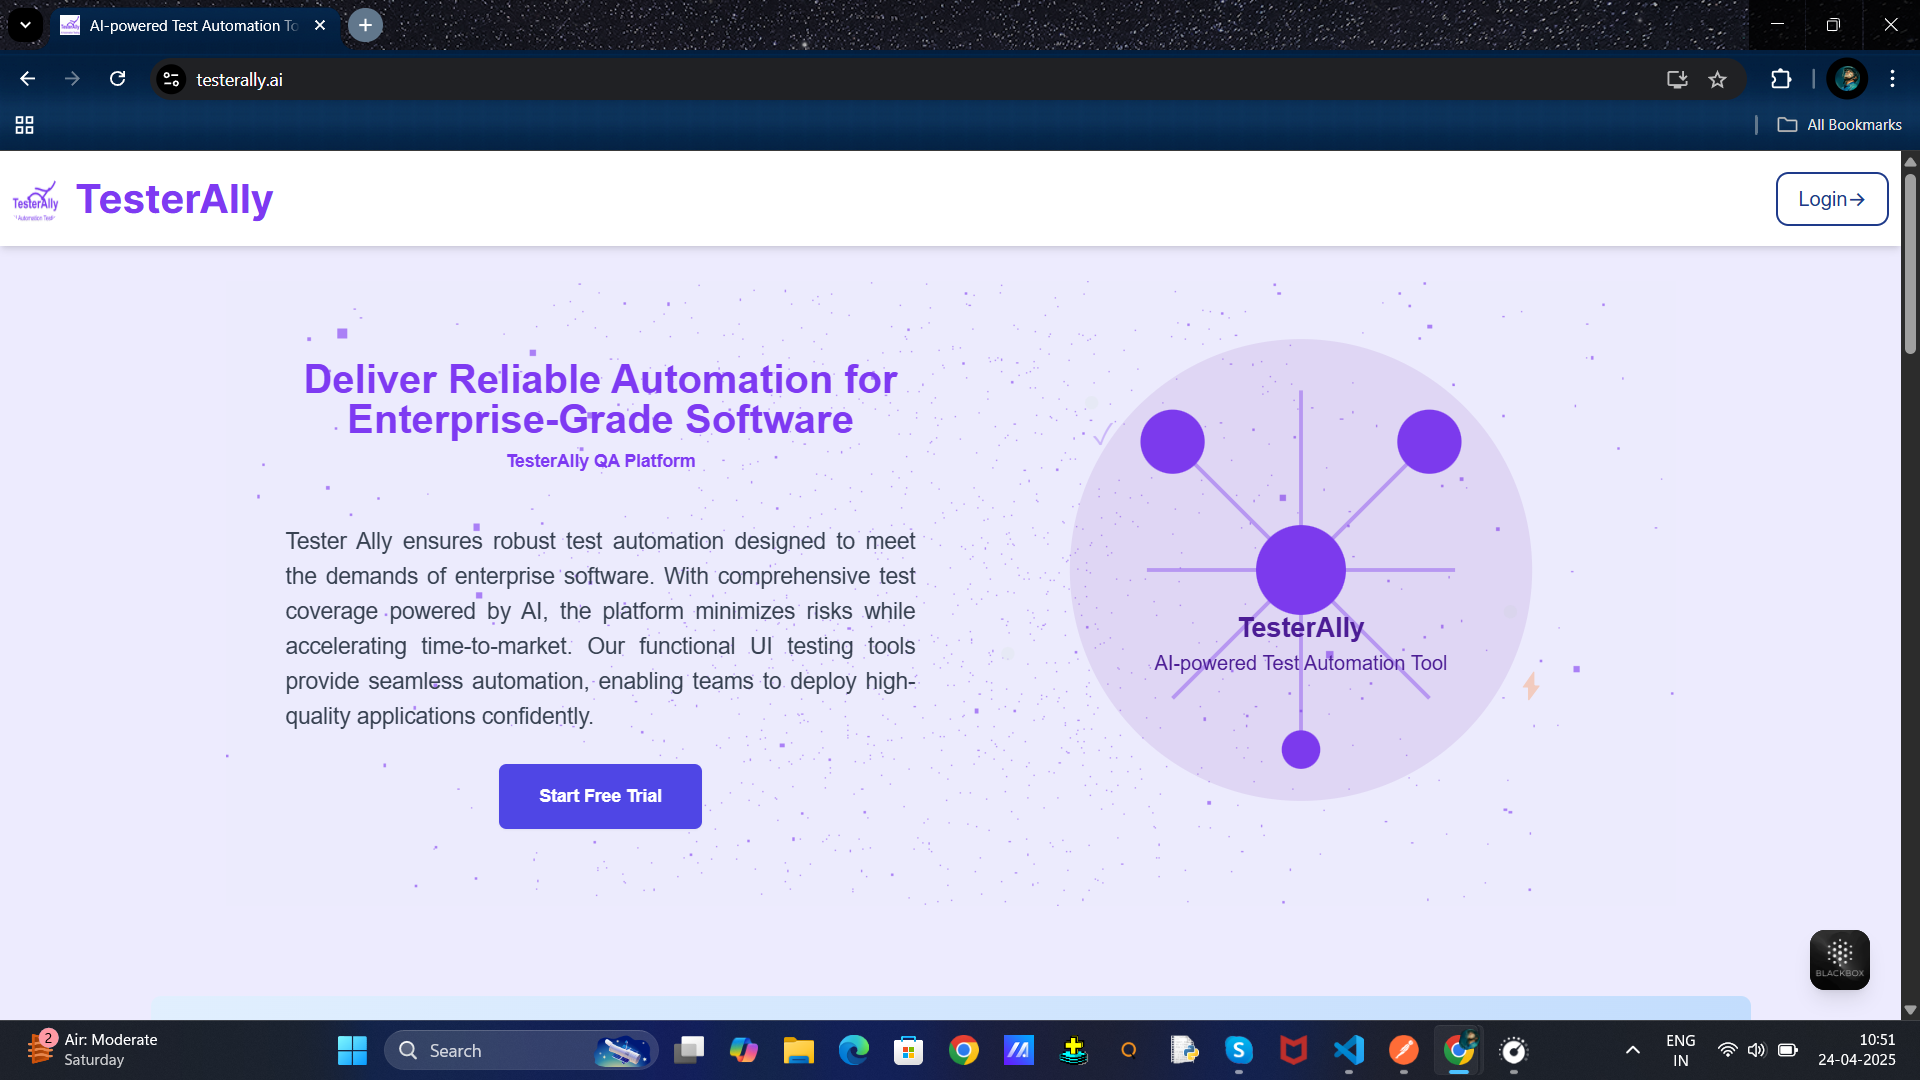 AI-powered Test Automation To
testerally.ai
All Bookmarks
TesterAlly
TesterAlly
Login→
Deliver Reliable Automation for
Enterprise-Grade Software
TesterAlly QA Platform
Tester Ally ensures robust test automation designed to meet
the demands of enterprise software. With comprehensive test
coverage powered by AI, the platform minimizes risks while
accelerating time-to-market. Our functional UI testing tools
provide seamless automation, enabling teams to deploy high-
quality applications confidently.
Start Free Trial
TesterAlly
AI-powered Test Automation Tool
BLACKBOX
2
Air: Moderate
Saturday
Search
ENG
IN
10:51
24-04-2025